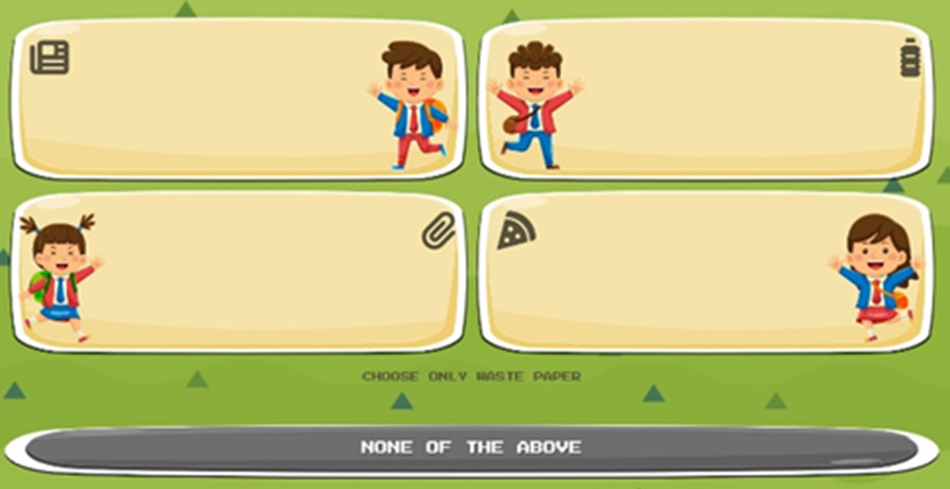 CHOOSE ONLY WASTE PAPER
NONE OF THE ABOVE